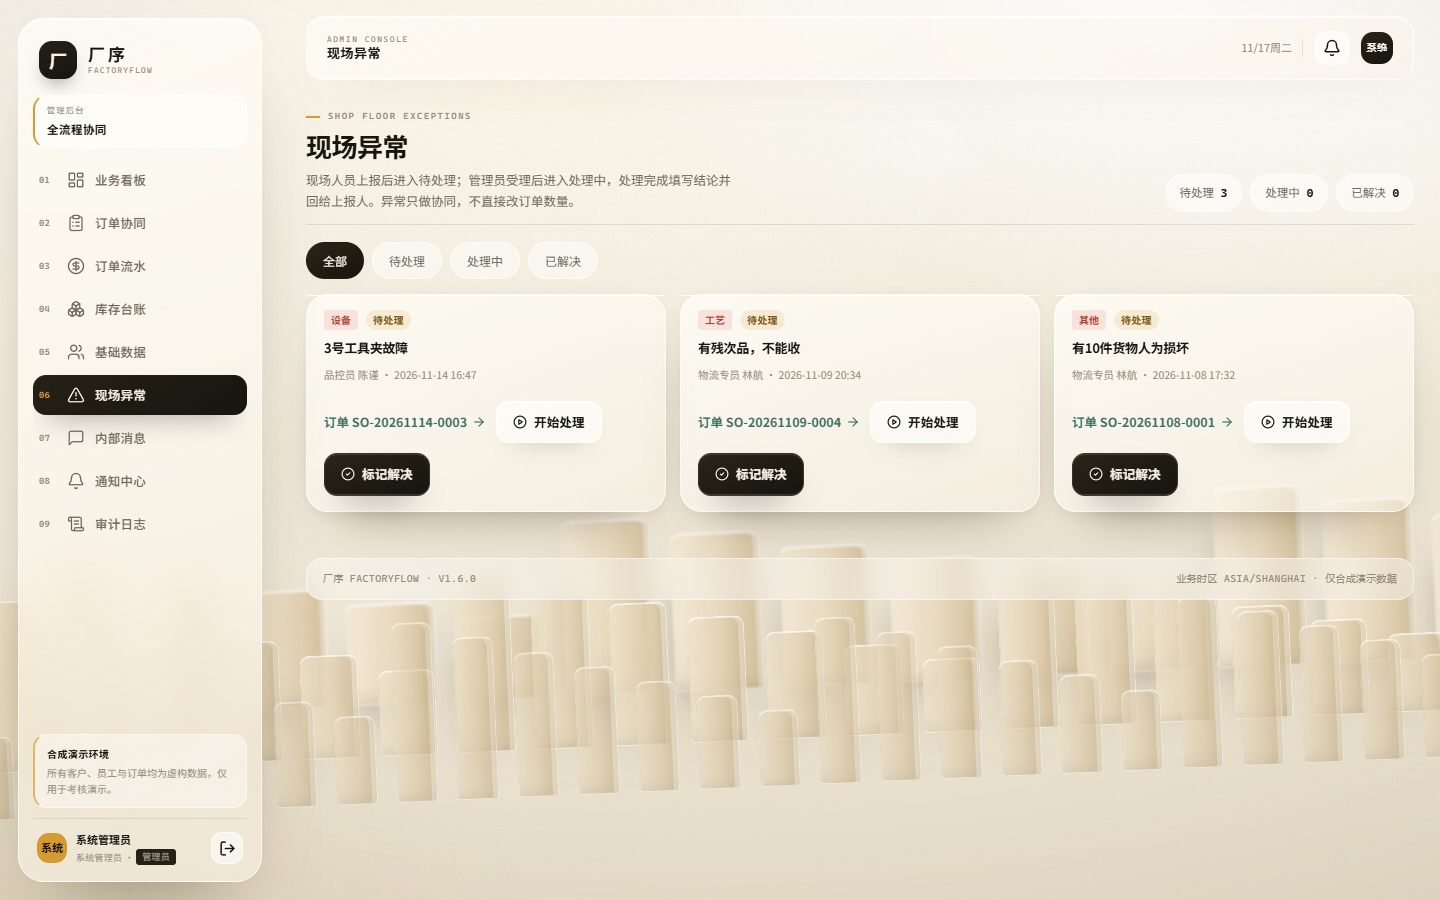 厂
厂序
FACTORYFLOW
管理后台
全流程协同
01 业务看板
02 订单协同
03 订单流水
04 库存台账
05 基础数据
06 现场异常
07 内部消息
08 通知中心
09 审计日志
合成演示环境
所有客户、员工与订单均为虚构数据，仅
用于考核演示。
系统
系统管理员
系统管理员 · 管理员
ADMIN CONSOLE
现场异常
11/17周二
系统
SHOP FLOOR EXCEPTIONS
现场异常
现场人员上报后进入待处理；管理员受理后进入处理中，处理完成填写结论并
回给上报人。异常只做协同，不直接改订单数量。
待处理 3
处理中 0
已解决 0
全部
待处理
处理中
已解决
设备 待处理
3号工具夹故障
品控员 陈谨 · 2026-11-14 16:47
订单 SO-20261114-0003 →
开始处理
标记解决
工艺 待处理
有残次品，不能收
物流专员 林航 · 2026-11-09 20:34
订单 SO-20261109-0004 →
开始处理
标记解决
其他 待处理
有10件货物人为损坏
物流专员 林航 · 2026-11-08 17:32
订单 SO-20261108-0001 →
开始处理
标记解决
厂序 FACTORYFLOW · V1.6.0
业务时区 ASIA/SHANGHAI · 仅合成演示数据